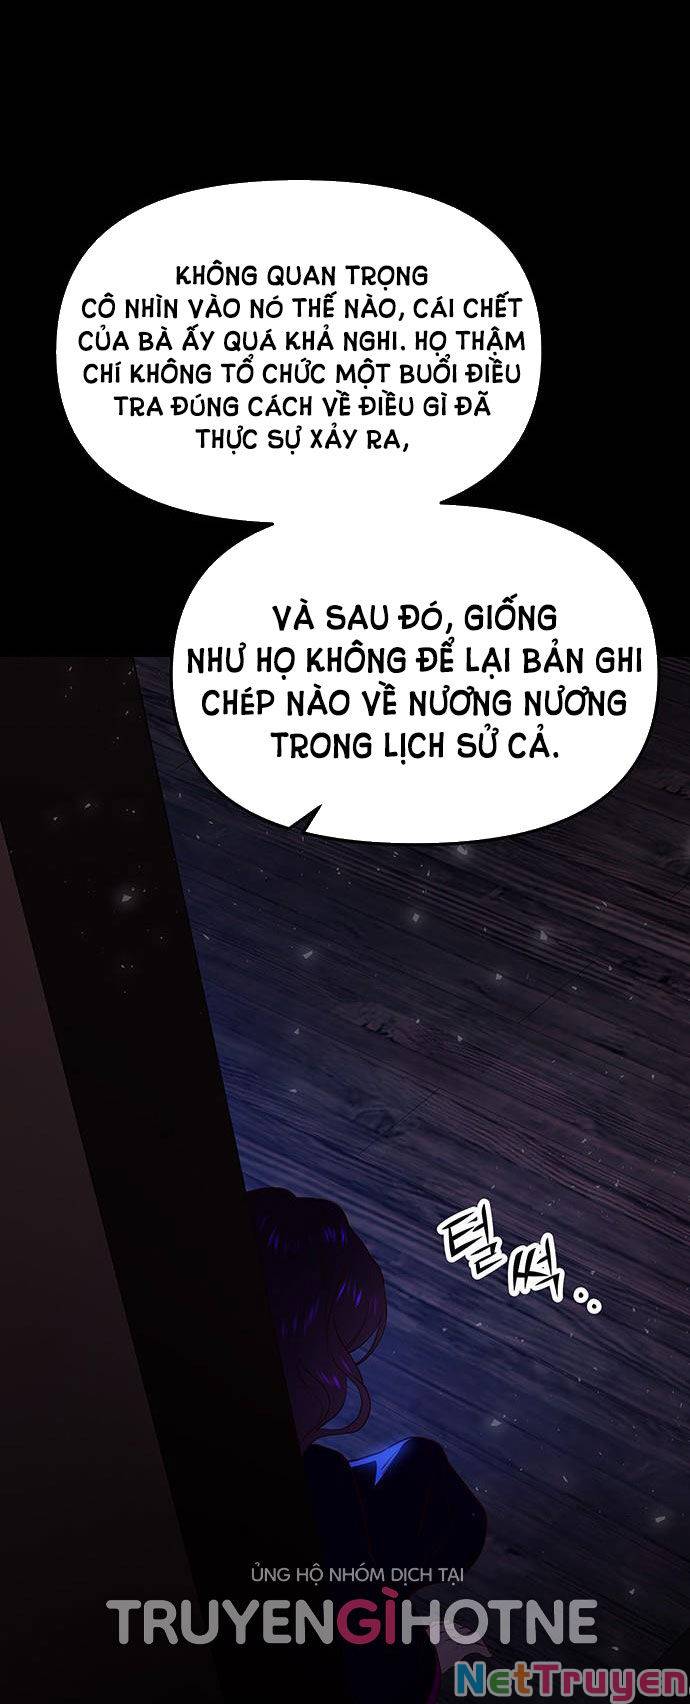 KHÔNG QUAN TRỌNG
CÔ NHÌN VÀO NÓ THẾ NÀO, CÁI CHẾT
CỦA BÀ ẤY QUÁ KHẢ NGHI. HỌ THẬM
CHÍ KHÔNG TỔ CHỨC MỘT BUỔI ĐIỀU
TRA ĐÚNG CÁCH VỀ ĐIỀU GÌ ĐÃ
THỰC SỰ XẢY RA,
VÀ SAU ĐÓ, GIỐNG
NHƯ HỌ KHÔNG ĐỂ LẠI BẢN GHI
CHÉP NÀO VỀ NƯƠNG NƯƠNG
TRONG LỊCH SỬ CẢ.
털썩..
ỦNG HỘ NHÓM DỊCH TẠI
TRUYENGIHOTNE
NetTruyen